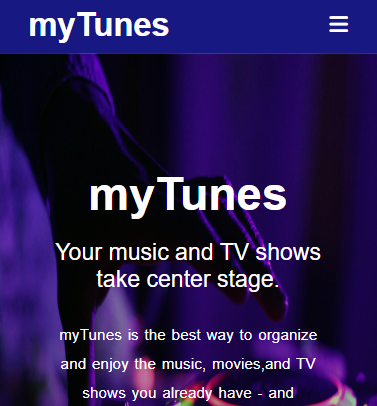 myTunes
myTunes
Your music and TV shows
take center stage.
myTunes is the best way to organize
and enjoy the music, movies,and TV
shows you already have - and